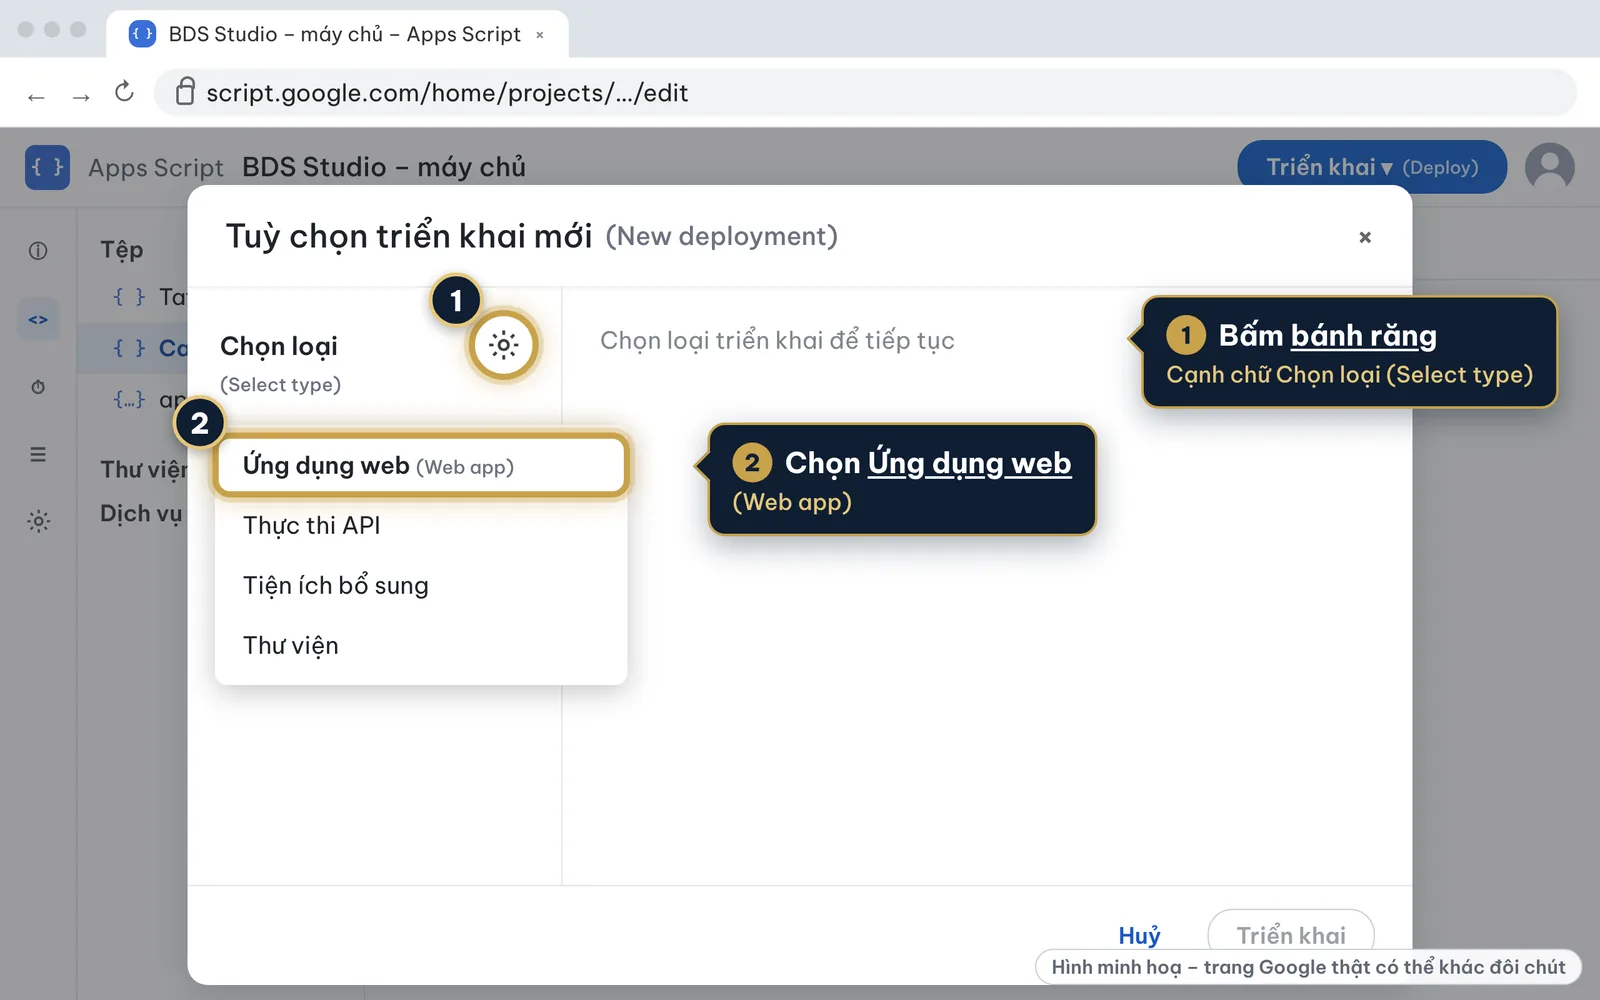 BDS Studio – máy chủ – Apps Script ×
script.google.com/home/projects/.../edit
{ } Apps Script BDS Studio – máy chủ
Triển khai ▾ (Deploy)
Tuỳ chọn triển khai mới (New deployment) ×
Tệp
{ } Ta
{ } Co
{...} ap
Thư viện
Dịch vụ
1
Chọn loại
(Select type)
Chọn loại triển khai để tiếp tục
1 Bấm bánh răng
Cạnh chữ Chọn loại (Select type)
2
Ứng dụng web (Web app)
Thực thi API
Tiện ích bổ sung
Thư viện
2 Chọn Ứng dụng web
(Web app)
Huỷ
Triển khai
Hình minh hoạ – trang Google thật có thể khác đôi chút